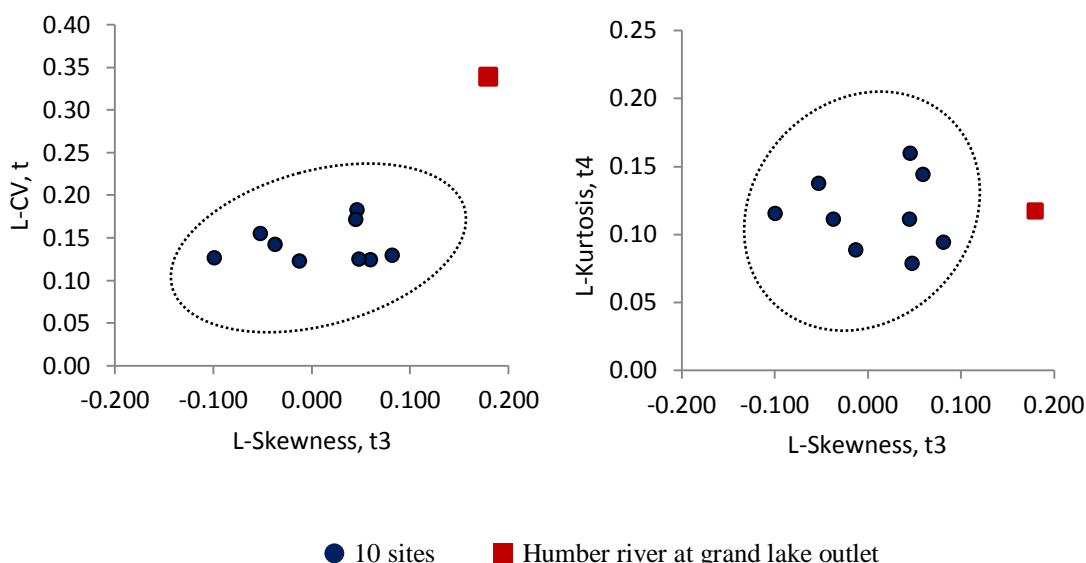 0.40
0.35
0.30
0.25
0.20
0.15
0.10
0.05
0.00
L-CV, t
-0.200 -0.100 0.000 0.100 0.200
L-Skewness, t3
0.25
0.20
0.15
0.10
0.05
0.00
L-Kurtosis, t4
-0.200 -0.100 0.000 0.100 0.200
L-Skewness, t3
10 sites Humber river at grand lake outlet